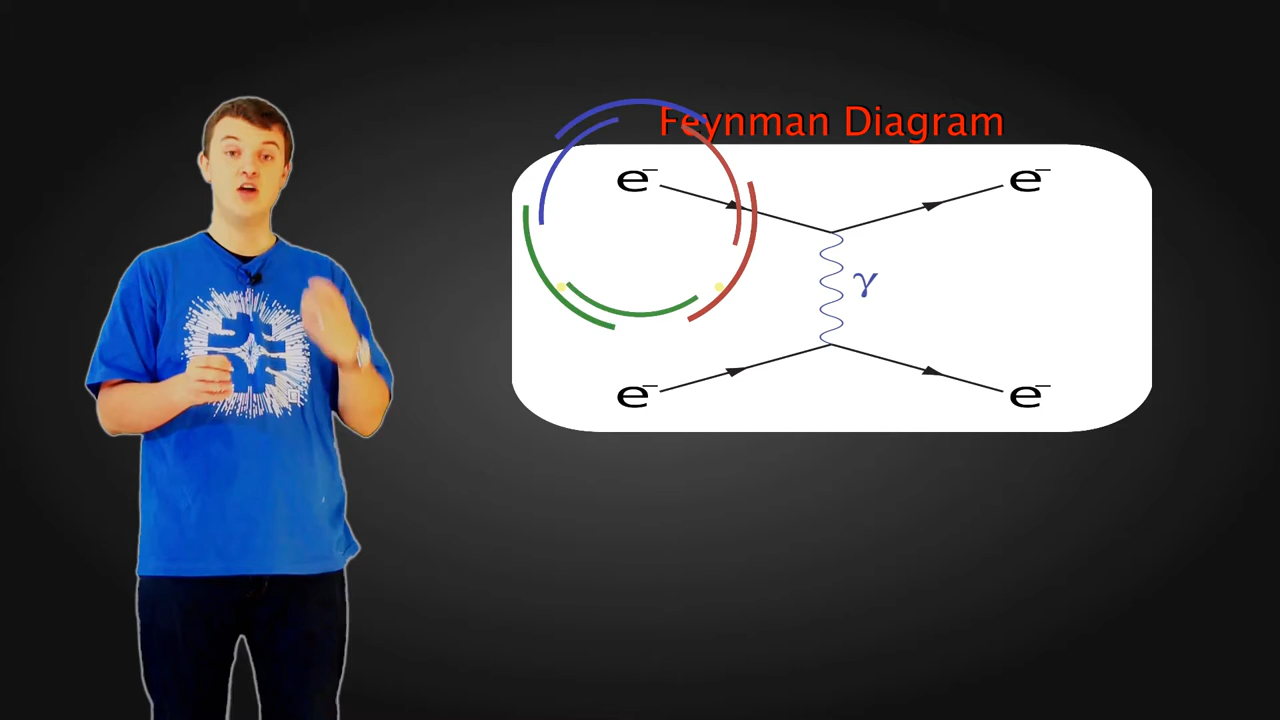 Feynman Diagram
e⁻ e⁻
γ
e⁻ e⁻